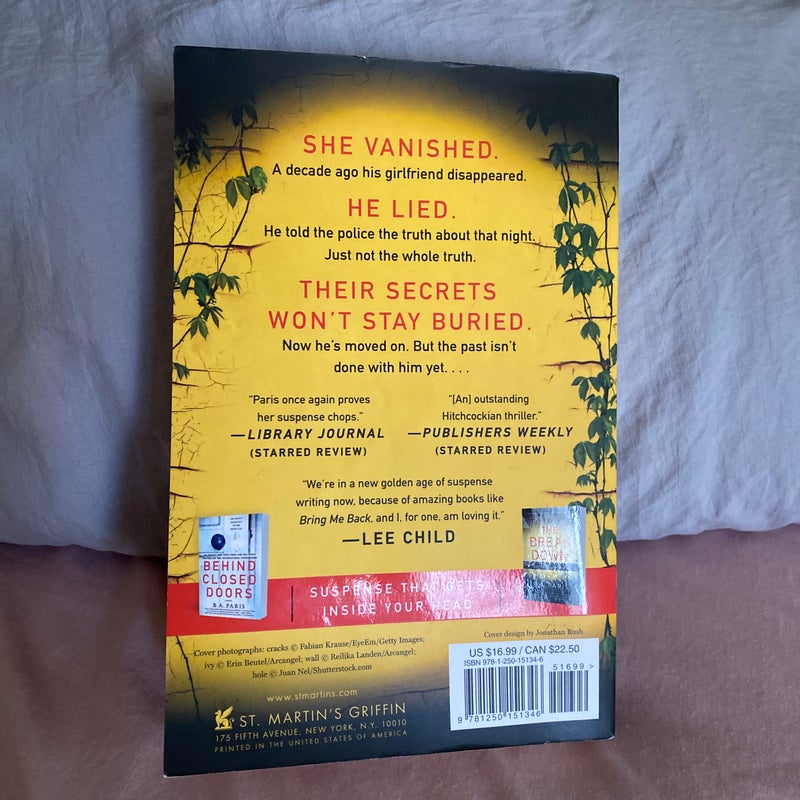 SHE VANISHED.
A decade ago his girlfriend disappeared.
HE LIED.
He told the police the truth about that night.
Just not the whole truth.
THEIR SECRETS
WON'T STAY BURIED.
Now he's moved on. But the past isn't
done with him yet. . . .
"Paris once again proves
her suspense chops."
—LIBRARY JOURNAL
(STARRED REVIEW)
"[An] outstanding
Hitchcockian thriller."
—PUBLISHERS WEEKLY
(STARRED REVIEW)
"We're in a new golden age of suspense
writing now, because of amazing books like
Bring Me Back, and I, for one, am loving it."
—LEE CHILD
BEHIND
CLOSED
DOORS
B. A. PARIS
SUSPENSE THAT GETS
INSIDE YOUR HEAD
THE
BREAK
DOWN
Cover photographs: cracks © Fabian Krause/EyeEm/Getty Images;
ivy © Erin Beutel/Arcangel; wall © Reilika Landen/Arcangel;
hole © Juan Nel/Shutterstock.com
Cover design by Jonathan Bush
www.stmartins.com
ST. MARTIN'S GRIFFIN
175 FIFTH AVENUE, NEW YORK, N.Y. 10010
PRINTED IN THE UNITED STATES OF AMERICA
US $16.99 / CAN $22.50
ISBN 978-1-250-15134-6
51699 >
9 781250 151346